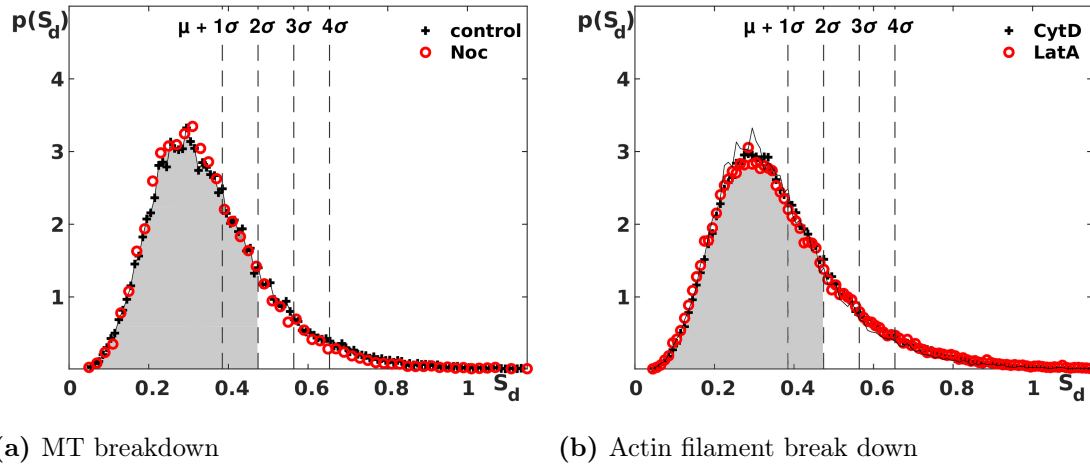 p(S_d)
μ + 1σ 2σ 3σ 4σ
control
Noc
4
3
2
1
0 0.2 0.4 0.6 0.8 1
S_d
p(S_d)
μ + 1σ 2σ 3σ 4σ
CytD
LatA
4
3
2
1
0 0.2 0.4 0.6 0.8 1
S_d
(a) MT breakdown
(b) Actin filament break down